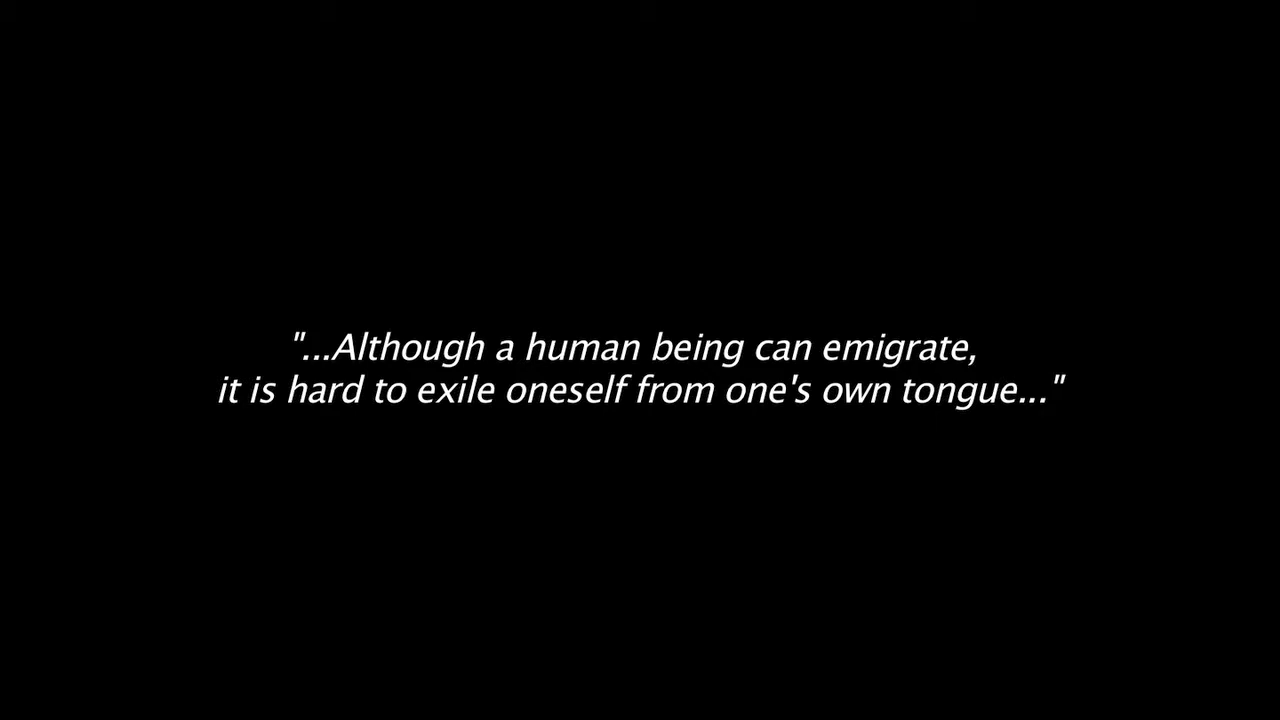 "...Although a human being can emigrate,
it is hard to exile oneself from one's own tongue..."